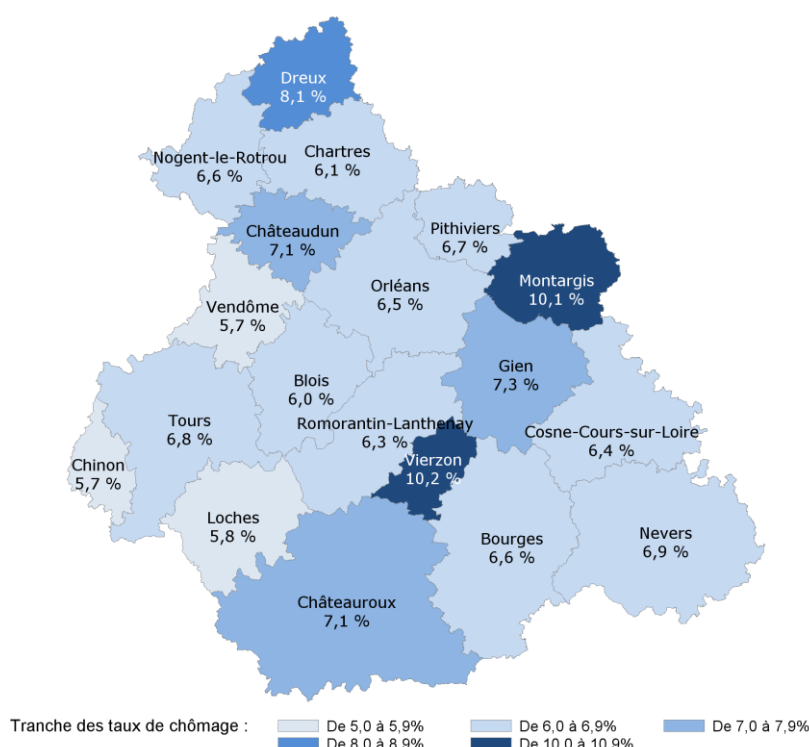 Dreux
8,1 %
Nogent-le-Rotrou
6,6 %
Chartres
6,1 %
Châteaudun
7,1 %
Pithiviers
6,7 %
Montargis
10,1 %
Orléans
6,5 %
Vendôme
5,7 %
Gien
7,3 %
Blois
6,0 %
Tours
6,8 %
Romorantin-Lanthenay
6,3 %
Cosne-Cours-sur-Loire
6,4 %
Chinon
5,7 %
Vierzon
10,2 %
Loches
5,8 %
Bourges
6,6 %
Nevers
6,9 %
Châteauroux
7,1 %
Tranche des taux de chômage :
De 5,0 à 5,9%
De 6,0 à 6,9%
De 7,0 à 7,9%
De 8,0 à 8,9%
De 10,0 à 10,9%